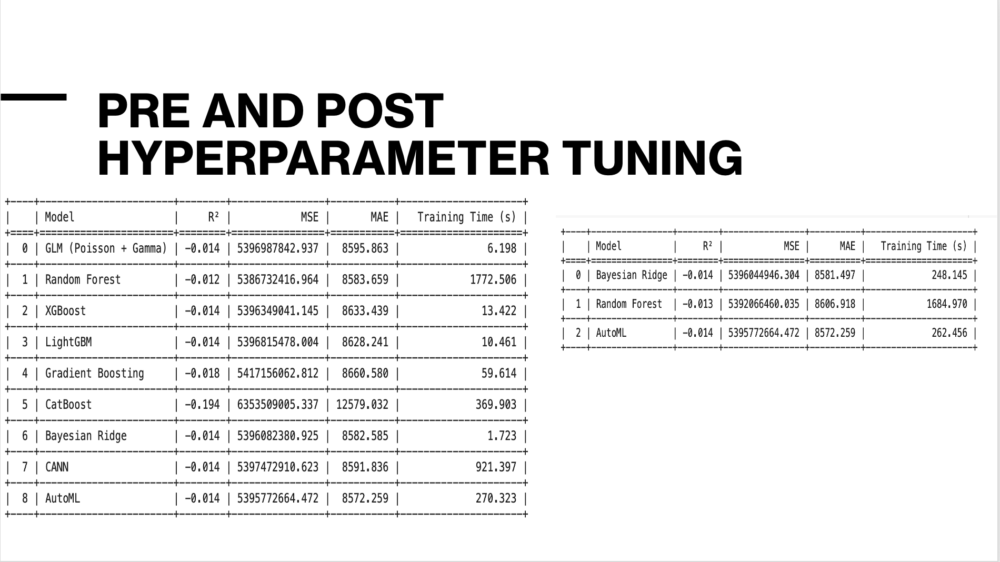 PRE AND POST
HYPERPARAMETER TUNING
+----+-----------------------+--------+----------------+-----------+---------------------+
|    | Model                 |     R² |            MSE |       MAE |   Training Time (s) |
+====+=======================+========+================+===========+=====================+
|  0 | GLM (Poisson + Gamma) | -0.014 | 5396987842.937 |  8595.863 |               6.198 |
+----+-----------------------+--------+----------------+-----------+---------------------+
|  1 | Random Forest         | -0.012 | 5386732416.964 |  8583.659 |            1772.506 |
+----+-----------------------+--------+----------------+-----------+---------------------+
|  2 | XGBoost               | -0.014 | 5396349041.145 |  8633.439 |              13.422 |
+----+-----------------------+--------+----------------+-----------+---------------------+
|  3 | LightGBM              | -0.014 | 5396815478.004 |  8628.241 |              10.461 |
+----+-----------------------+--------+----------------+-----------+---------------------+
|  4 | Gradient Boosting     | -0.018 | 5417156062.812 |  8660.580 |              59.614 |
+----+-----------------------+--------+----------------+-----------+---------------------+
|  5 | CatBoost              | -0.194 | 6353509005.337 | 12579.032 |             369.903 |
+----+-----------------------+--------+----------------+-----------+---------------------+
|  6 | Bayesian Ridge        | -0.014 | 5396082380.925 |  8582.585 |               1.723 |
+----+-----------------------+--------+----------------+-----------+---------------------+
|  7 | CANN                  | -0.014 | 5397472910.623 |  8591.836 |             921.397 |
+----+-----------------------+--------+----------------+-----------+---------------------+
|  8 | AutoML                | -0.014 | 5395772664.472 |  8572.259 |             270.323 |
+----+-----------------------+--------+----------------+-----------+---------------------+
+----+----------------+--------+----------------+----------+---------------------+
|    | Model          |     R² |            MSE |      MAE |   Training Time (s) |
+====+================+========+================+==========+=====================+
|  0 | Bayesian Ridge | -0.014 | 5396044946.304 | 8581.497 |             248.145 |
+----+----------------+--------+----------------+----------+---------------------+
|  1 | Random Forest  | -0.013 | 5392066460.035 | 8606.918 |            1684.970 |
+----+----------------+--------+----------------+----------+---------------------+
|  2 | AutoML         | -0.014 | 5395772664.472 | 8572.259 |             262.456 |
+----+----------------+--------+----------------+----------+---------------------+